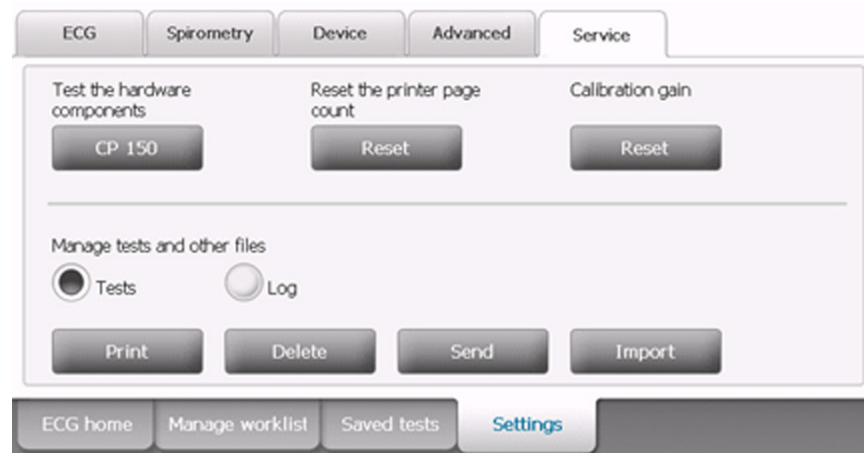 ECG Spirometry Device Advanced Service
Test the hardware
components
Reset the printer page
count
Calibration gain
CP 150 Reset Reset
Manage tests and other files
Tests Log
Print Delete Send Import
ECG home Manage worklist Saved tests Settings